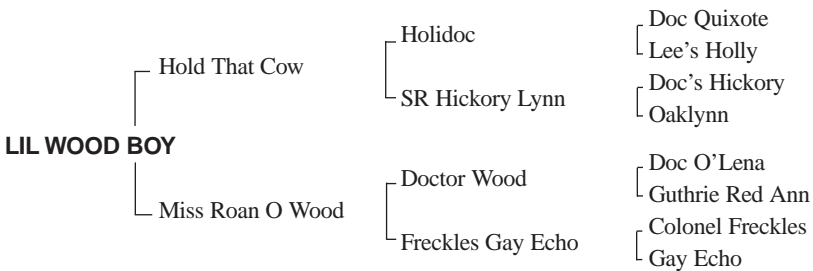 Doc Quixote
Holidoc
Lee's Holly
Hold That Cow
Doc's Hickory
SR Hickory Lynn
Oaklynn
LIL WOOD BOY
Doc O'Lena
Doctor Wood
Guthrie Red Ann
Miss Roan O Wood
Colonel Freckles
Freckles Gay Echo
Gay Echo